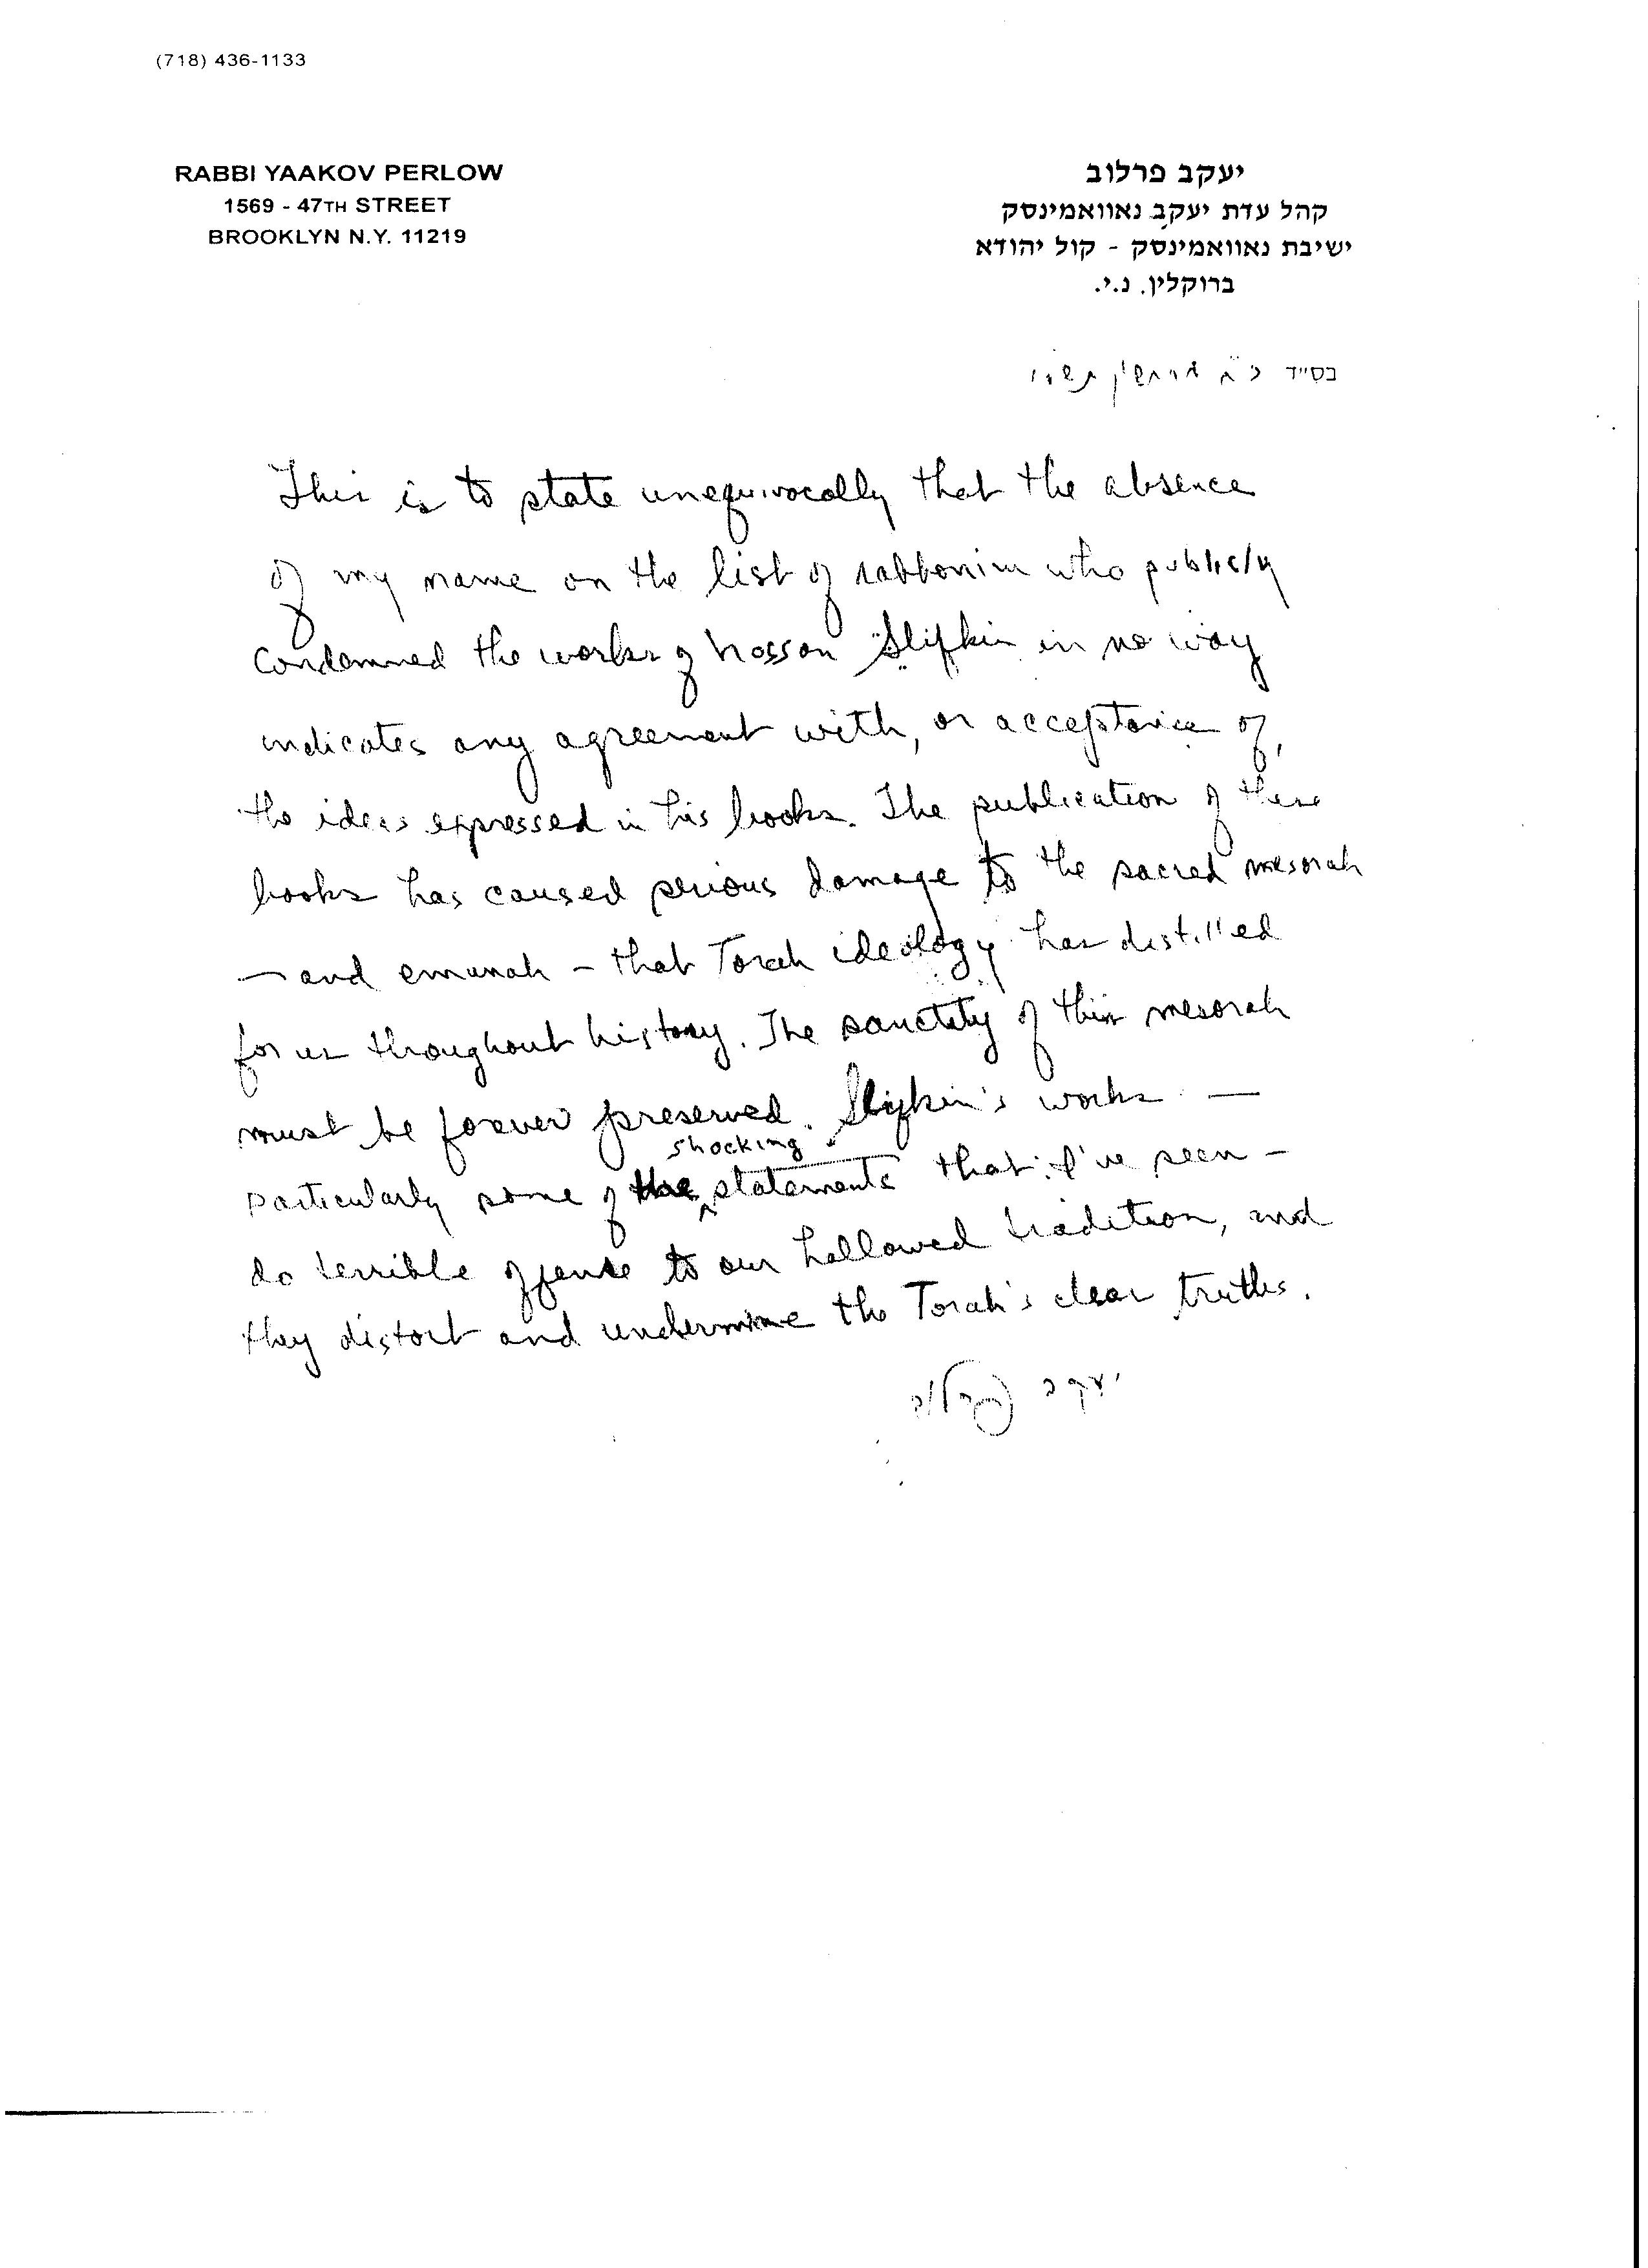 (718) 436-1133
RABBI YAAKOV PERLOW
1569 - 47TH STREET
BROOKLYN N.Y. 11219
יעקב פרלוב
קהל עדת יעקב נאוואמינסק
ישיבת נאוואמינסק - קול יהודא
ברוקלין, נ.י.
בס"ד
This is to state unequivocally that the absence
of my name on the list of rabbonim who publicly
condemned the works of Nosson Slifkin in no way
indicates any agreement with, or acceptance of,
the ideas expressed in his books. The publication of these
books has caused serious damage to the sacred mesorah
— and emunah - that Torah ideology has distilled
for us throughout history. The sanctity of this mesorah
must be forever preserved. Slifkin's works —
shocking
particularly some of the statements that I've seen -
do terrible offense to our hallowed tradition, and
they distort and undermine the Torah's clear truths.
יעקב פרלוב